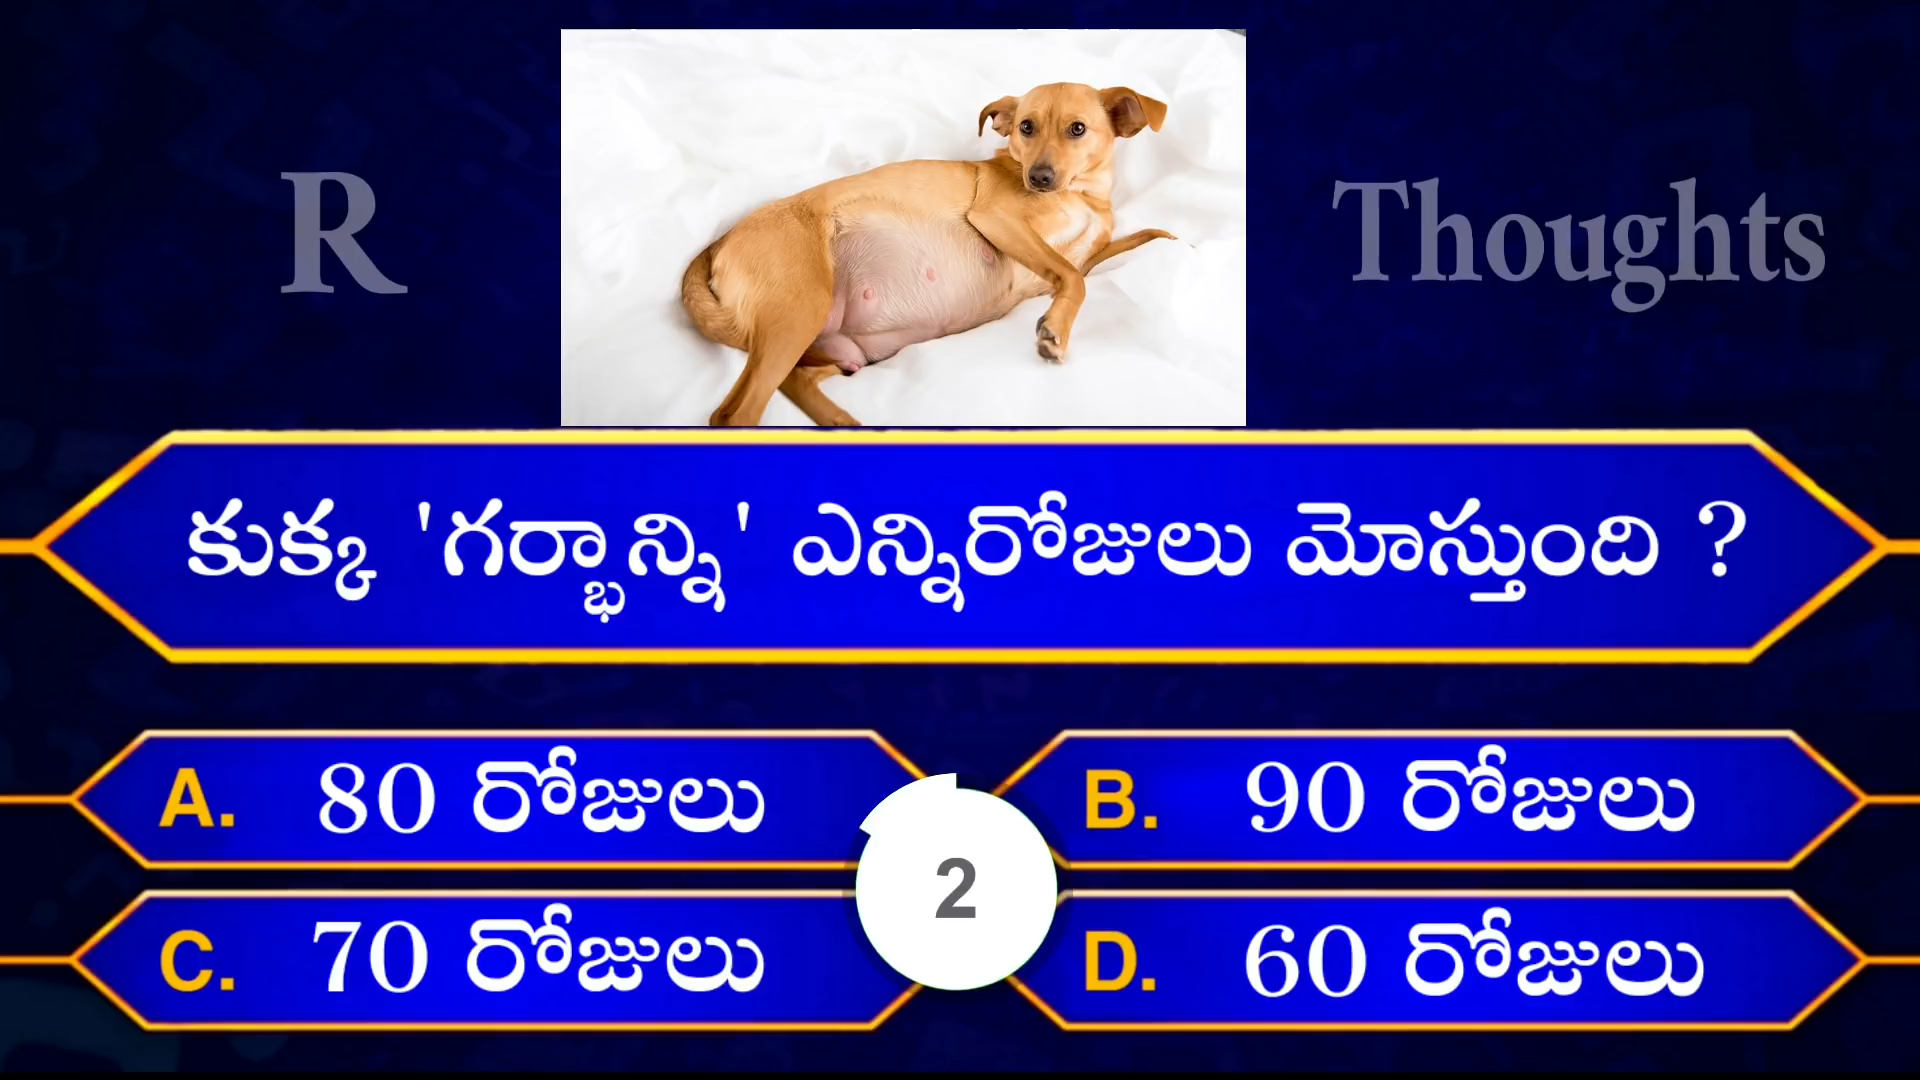 R Thoughts
కుక్క 'గర్భాన్ని' ఎన్నిరోజులు మోస్తుంది ?
A. 80 రోజులు
B. 90 రోజులు
2
C. 70 రోజులు
D. 60 రోజులు